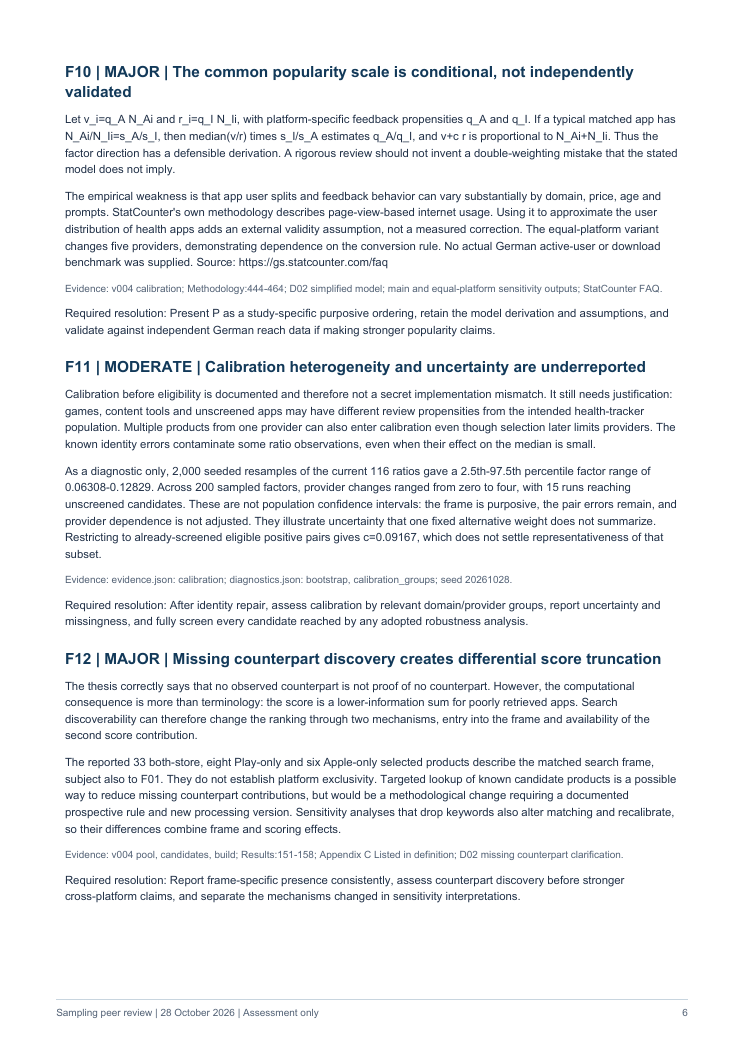 F10 | MAJOR | The common popularity scale is conditional, not independently
validated
Let v_i=q_A N_Ai and r_i=q_I N_Ii, with platform-specific feedback propensities q_A and q_I. If a typical matched app has
N_Ai/N_Ii=s_A/s_I, then median(v/r) times s_I/s_A estimates q_A/q_I, and v+c r is proportional to N_Ai+N_Ii. Thus the
factor direction has a defensible derivation. A rigorous review should not invent a double-weighting mistake that the stated
model does not imply.
The empirical weakness is that app user splits and feedback behavior can vary substantially by domain, price, age and
prompts. StatCounter's own methodology describes page-view-based internet usage. Using it to approximate the user
distribution of health apps adds an external validity assumption, not a measured correction. The equal-platform variant
changes five providers, demonstrating dependence on the conversion rule. No actual German active-user or download
benchmark was supplied. Source: https://gs.statcounter.com/faq
Evidence: v004 calibration; Methodology:444-464; D02 simplified model; main and equal-platform sensitivity outputs; StatCounter FAQ.
Required resolution: Present P as a study-specific purposive ordering, retain the model derivation and assumptions, and
validate against independent German reach data if making stronger popularity claims.
F11 | MODERATE | Calibration heterogeneity and uncertainty are underreported
Calibration before eligibility is documented and therefore not a secret implementation mismatch. It still needs justification:
games, content tools and unscreened apps may have different review propensities from the intended health-tracker
population. Multiple products from one provider can also enter calibration even though selection later limits providers. The
known identity errors contaminate some ratio observations, even when their effect on the median is small.
As a diagnostic only, 2,000 seeded resamples of the current 116 ratios gave a 2.5th-97.5th percentile factor range of
0.06308-0.12829. Across 200 sampled factors, provider changes ranged from zero to four, with 15 runs reaching
unscreened candidates. These are not population confidence intervals: the frame is purposive, the pair errors remain, and
provider dependence is not adjusted. They illustrate uncertainty that one fixed alternative weight does not summarize.
Restricting to already-screened eligible positive pairs gives c=0.09167, which does not settle representativeness of that
subset.
Evidence: evidence.json: calibration; diagnostics.json: bootstrap, calibration_groups; seed 20261028.
Required resolution: After identity repair, assess calibration by relevant domain/provider groups, report uncertainty and
missingness, and fully screen every candidate reached by any adopted robustness analysis.
F12 | MAJOR | Missing counterpart discovery creates differential score truncation
The thesis correctly says that no observed counterpart is not proof of no counterpart. However, the computational
consequence is more than terminology: the score is a lower-information sum for poorly retrieved apps. Search
discoverability can therefore change the ranking through two mechanisms, entry into the frame and availability of the
second score contribution.
The reported 33 both-store, eight Play-only and six Apple-only selected products describe the matched search frame,
subject also to F01. They do not establish platform exclusivity. Targeted lookup of known candidate products is a possible
way to reduce missing counterpart contributions, but would be a methodological change requiring a documented
prospective rule and new processing version. Sensitivity analyses that drop keywords also alter matching and recalibrate,
so their differences combine frame and scoring effects.
Evidence: v004 pool, candidates, build; Results:151-158; Appendix C Listed in definition; D02 missing counterpart clarification.
Required resolution: Report frame-specific presence consistently, assess counterpart discovery before stronger
cross-platform claims, and separate the mechanisms changed in sensitivity interpretations.
Sampling peer review | 28 October 2026 | Assessment only
6